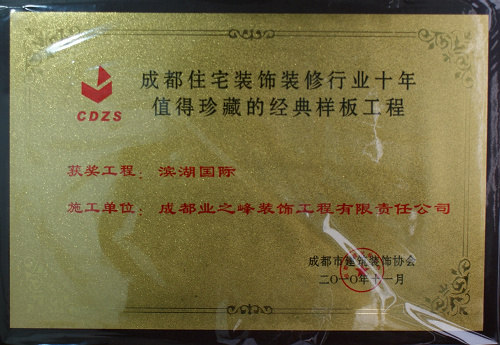 CDZS
成都住宅装饰装修行业十年
值得珍藏的经典样板工程
获奖工程：滨湖国际
施工单位：成都业之峰装饰工程有限责任公司
成都市建筑装饰协会
二〇一〇年十一月